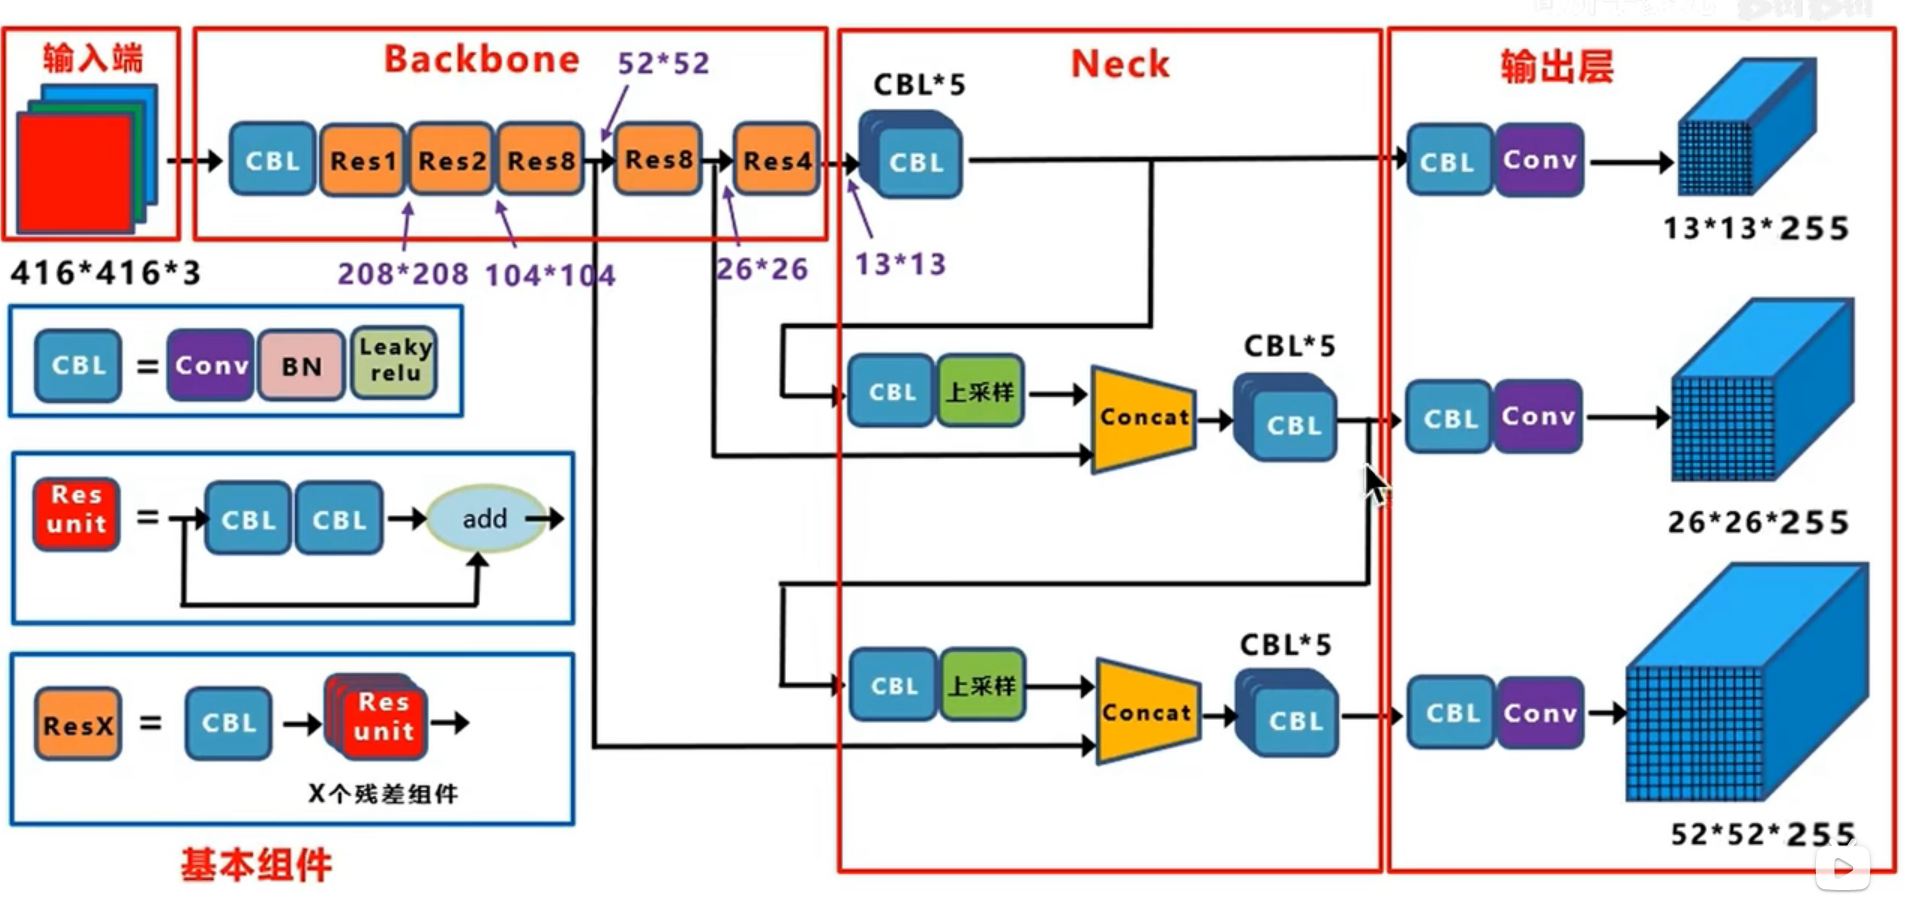 输入端
Backbone
52*52
Neck
输出层
CBL*5
CBL
Res1
Res2
Res8
Res8
Res4
CBL
CBL
Conv
416*416*3
208*208
104*104
26*26
13*13
13*13*255
CBL
=
Conv
BN
Leaky
relu
CBL
上采样
Concat
CBL*5
CBL
CBL
Conv
26*26*255
Res
unit
=
CBL
CBL
add
CBL
上采样
Concat
CBL*5
CBL
CBL
Conv
52*52*255
ResX
=
CBL
Res
unit
X个残差组件
基本组件